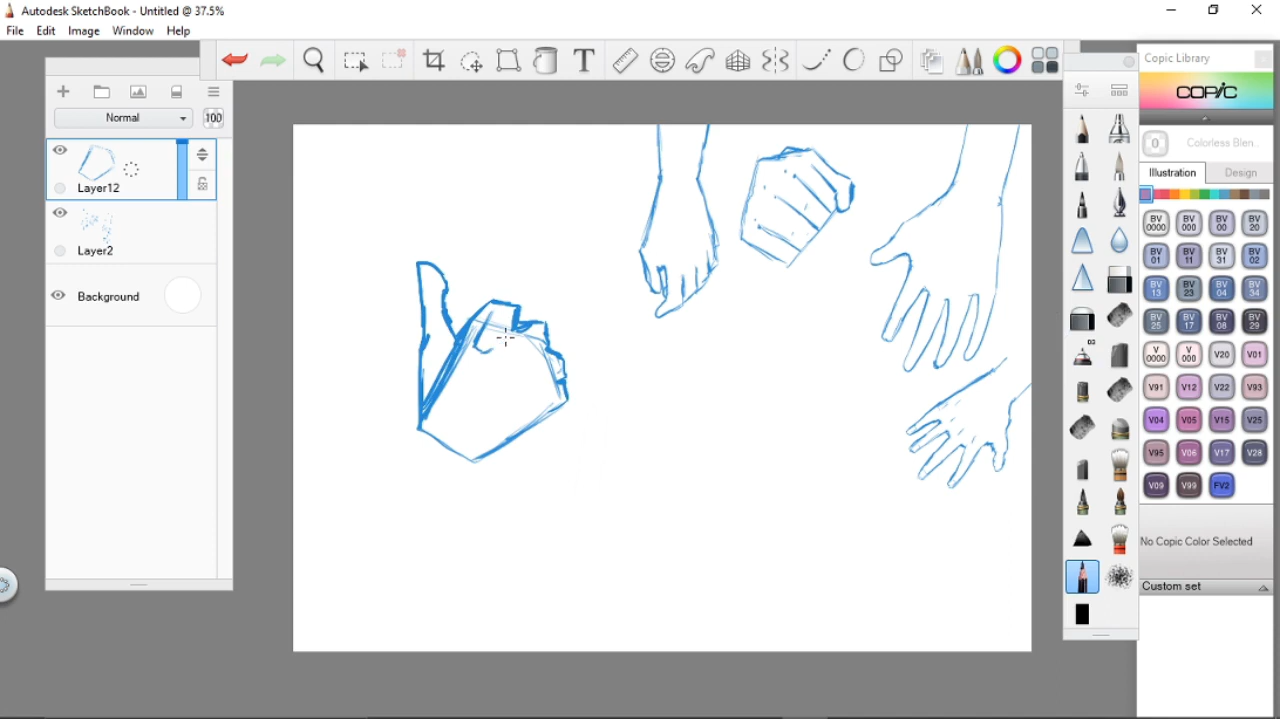 Autodesk SketchBook - Untitled @ 37.5%
File Edit Image Window Help
Normal 100
Layer12
Layer2
Background
Copic Library
COPIC
0 Colorless Blen..
Illustration Design
BV 0000 BV 000 BV 00 BV 20
BV 01 BV 11 BV 31 BV 02
BV 13 BV 23 BV 04 BV 34
BV 25 BV 17 BV 08 BV 29
V 0000 V 000 V20 V01
V91 V12 V22 V93
V04 V05 V15 V25
V95 V06 V17 V28
V09 V99 FV2
No Copic Color Selected
Custom set